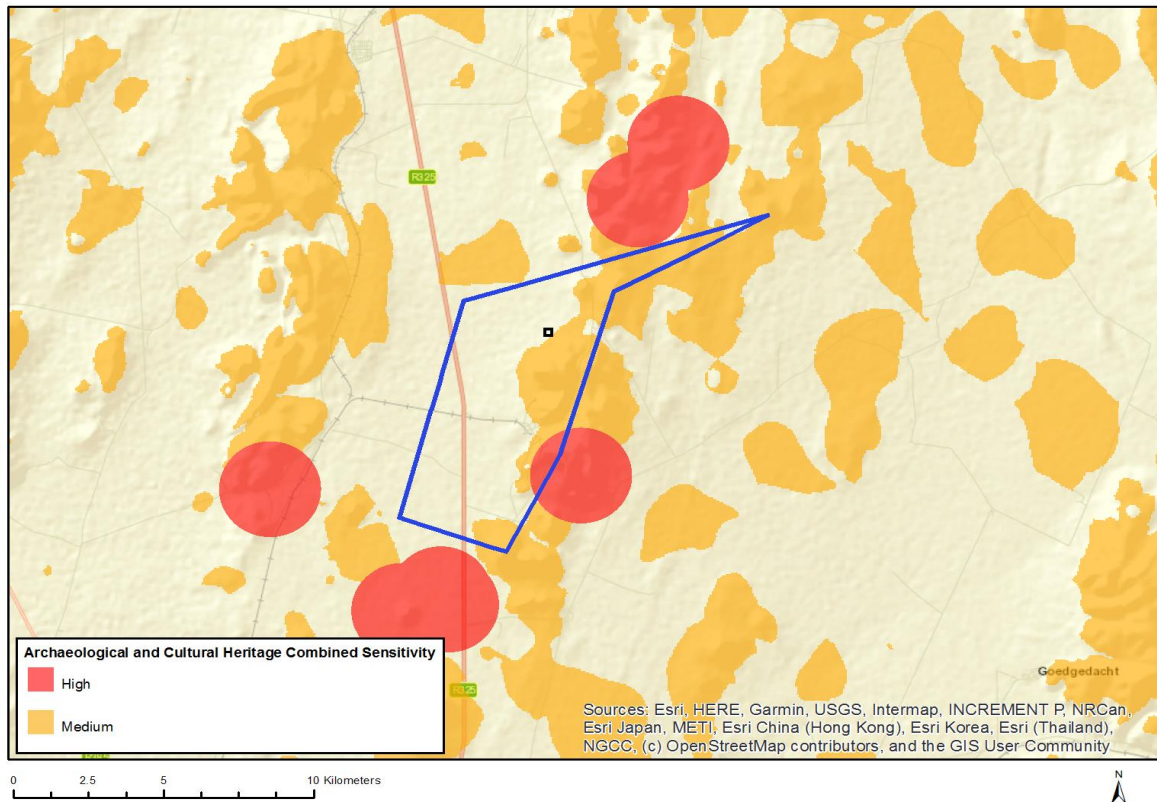 R325
Goedgedacht
R325
Archaeological and Cultural Heritage Combined Sensitivity
High
Medium
Sources: Esri, HERE, Garmin, USGS, Intermap, INCREMENT P, NRCan,
Esri Japan, METI, Esri China (Hong Kong), Esri Korea, Esri (Thailand),
NGCC, (c) OpenStreetMap contributors, and the GIS User Community
0 2.5 5 10 Kilometers
N